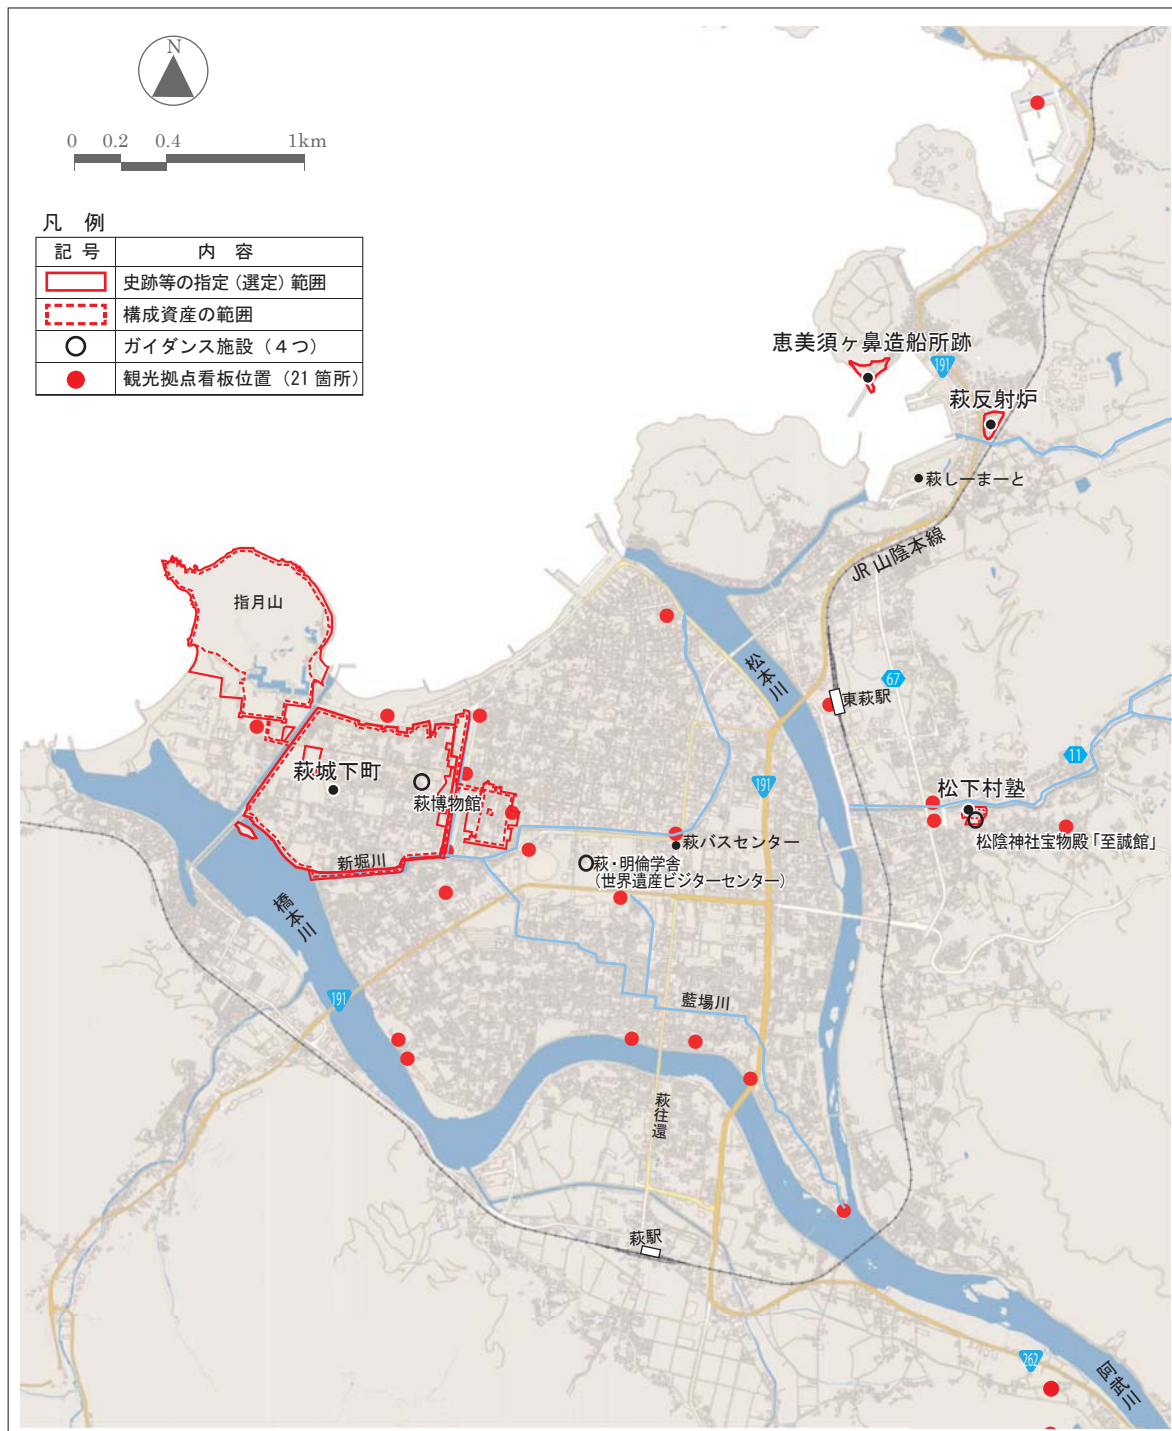 N
0 0.2 0.4 1km
凡 例
記 号 内 容
史跡等の指定（選定）範囲
構成資産の範囲
ガイダンス施設（４つ）
観光拠点看板位置（21 箇所）
恵美須ヶ鼻造船所跡
191
萩反射炉
萩しーまーと
JR 山陰本線
指月山
松本川
67
東萩駅
11
萩城下町
191
萩博物館
松下村塾
萩バスセンター
松陰神社宝物殿「至誠館」
新堀川
萩・明倫学舎
（世界遺産ビジターセンター）
橋本川
191
藍場川
萩往還
萩駅
262
阿武川